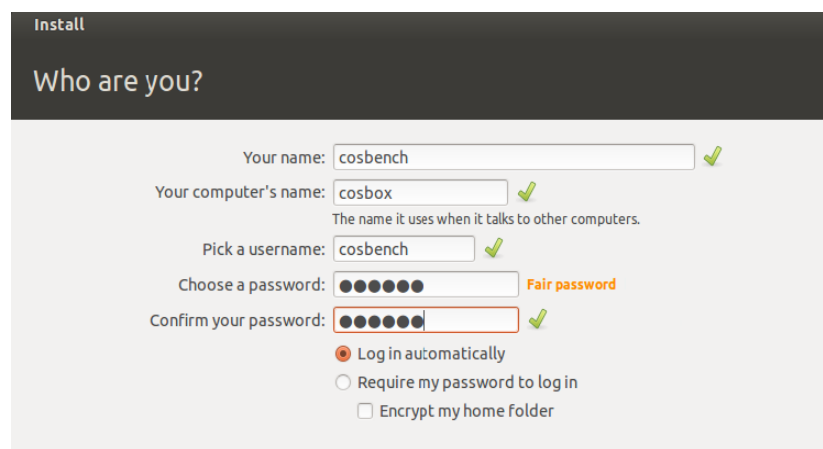 Install
Who are you?
Your name: cosbench
Your computer's name: cosbox
The name it uses when it talks to other computers.
Pick a username: cosbench
Choose a password: ●●●●●● Fair password
Confirm your password: ●●●●●●
Log in automatically
Require my password to log in
Encrypt my home folder